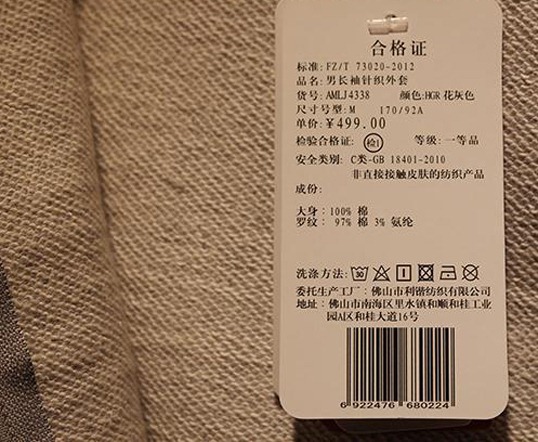 合格证
标准:FZ/T 73020-2012
品名:男长袖针织外套
货号:AMLJ4338 颜色:HGR 花灰色
尺寸号型:M 170/92A
单价:¥499.00
检验合格证: 检1 等级:一等品
安全类别: C类-GB 18401-2010
非直接接触皮肤的纺织产品
成份:
大身:100% 棉
罗纹: 97% 棉 3% 氨纶
洗涤方法: 30
委托生产工厂:佛山市利锴纺织有限公司
地址:佛山市南海区里水镇和顺和桂工业
园A区和桂大道16号
6 922476 680224